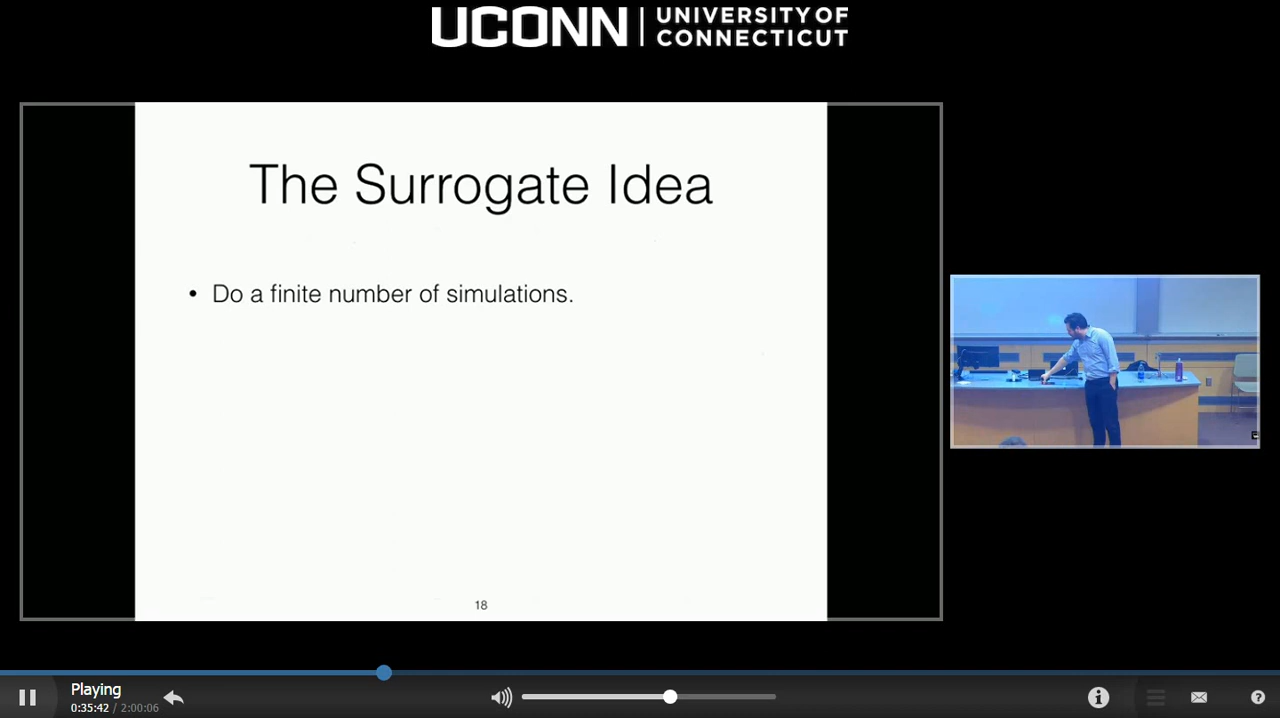 UCONN
UNIVERSITY OF
CONNECTICUT
The Surrogate Idea
• Do a finite number of simulations.
18
Playing
0:35:42 / 2:00:06